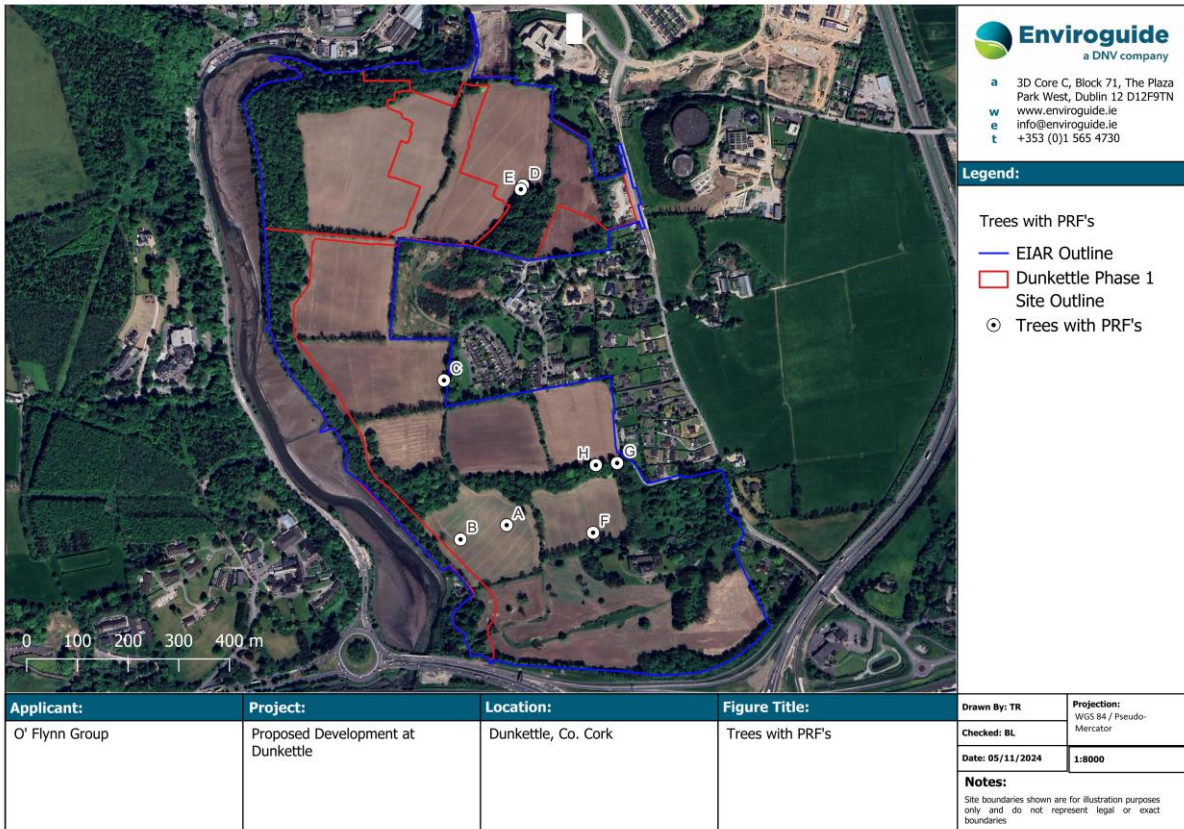 Enviroguide
a DNV company
a 3D Core C, Block 71, The Plaza
Park West, Dublin 12 D12F9TN
w www.enviroguide.ie
e info@enviroguide.ie
t +353 (0)1 565 4730
Legend:
Trees with PRF's
EIAR Outline
Dunkettle Phase 1
Site Outline
Trees with PRF's
E D
C
H G
A
B F
0 100 200 300 400 m
Applicant:
O' Flynn Group
Project:
Proposed Development at
Dunkettle
Location:
Dunkettle, Co. Cork
Figure Title:
Trees with PRF's
Drawn By: TR
Checked: BL
Date: 05/11/2024
Projection:
WGS 84 / Pseudo-
Mercator
1:8000
Notes:
Site boundaries shown are for illustration purposes
only and do not represent legal or exact
boundaries